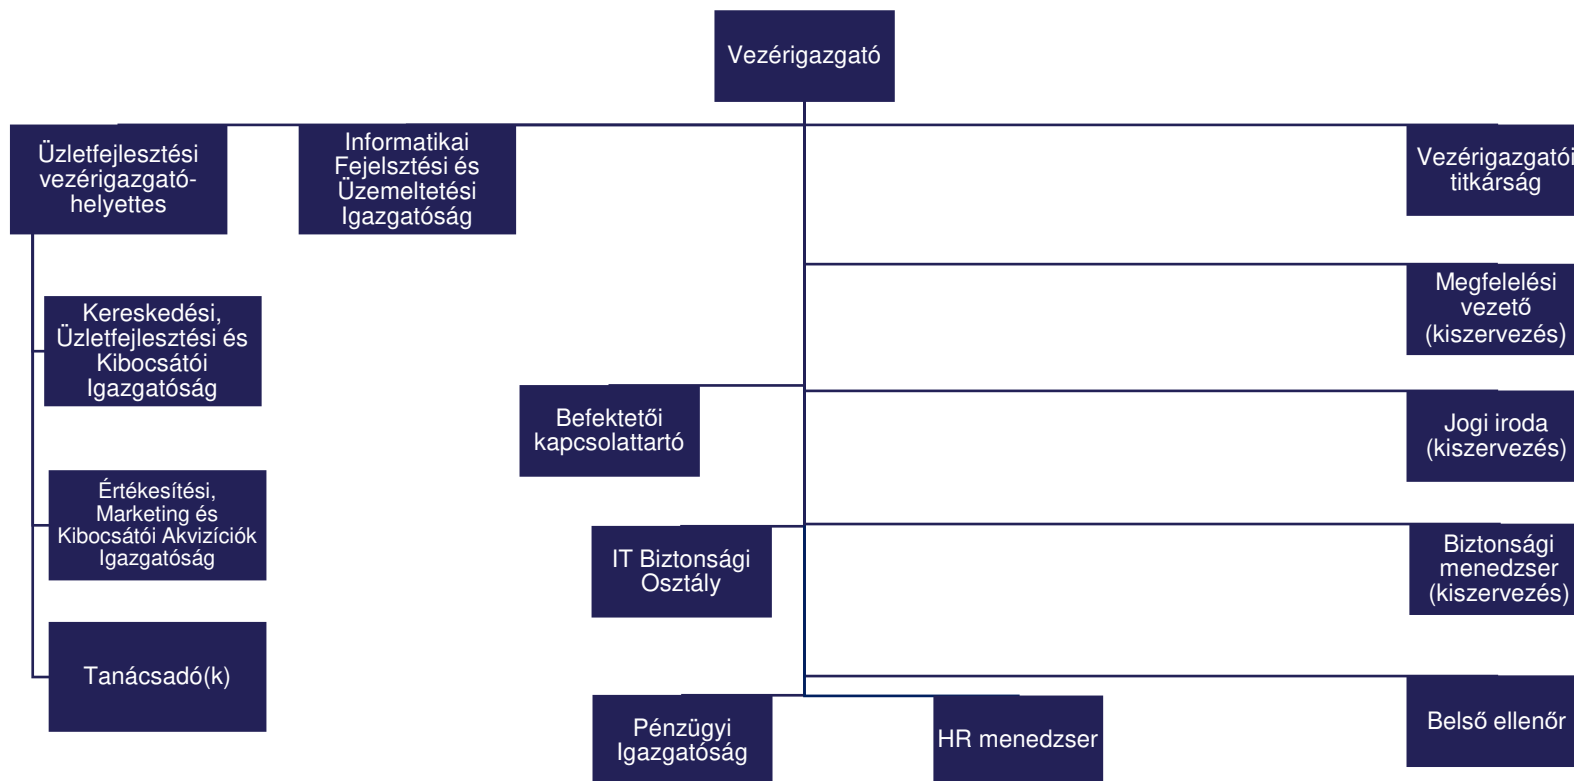 Vezérigazgató
Üzletfejlesztési
vezérigazgató-
helyettes
Informatikai
Fejelsztési és
Üzemeltetési
Igazgatóság
Vezérigazgatói
titkárság
Kereskedési,
Üzletfejlesztési és
Kibocsátói
Igazgatóság
Megfelelési
vezető
(kiszervezés)
Befektetői
kapcsolattartó
Jogi iroda
(kiszervezés)
Értékesítési,
Marketing és
Kibocsátói Akvizíciók
Igazgatóság
IT Biztonsági
Osztály
Biztonsági
menedzser
(kiszervezés)
Tanácsadó(k)
Pénzügyi
Igazgatóság
HR menedzser
Belső ellenőr